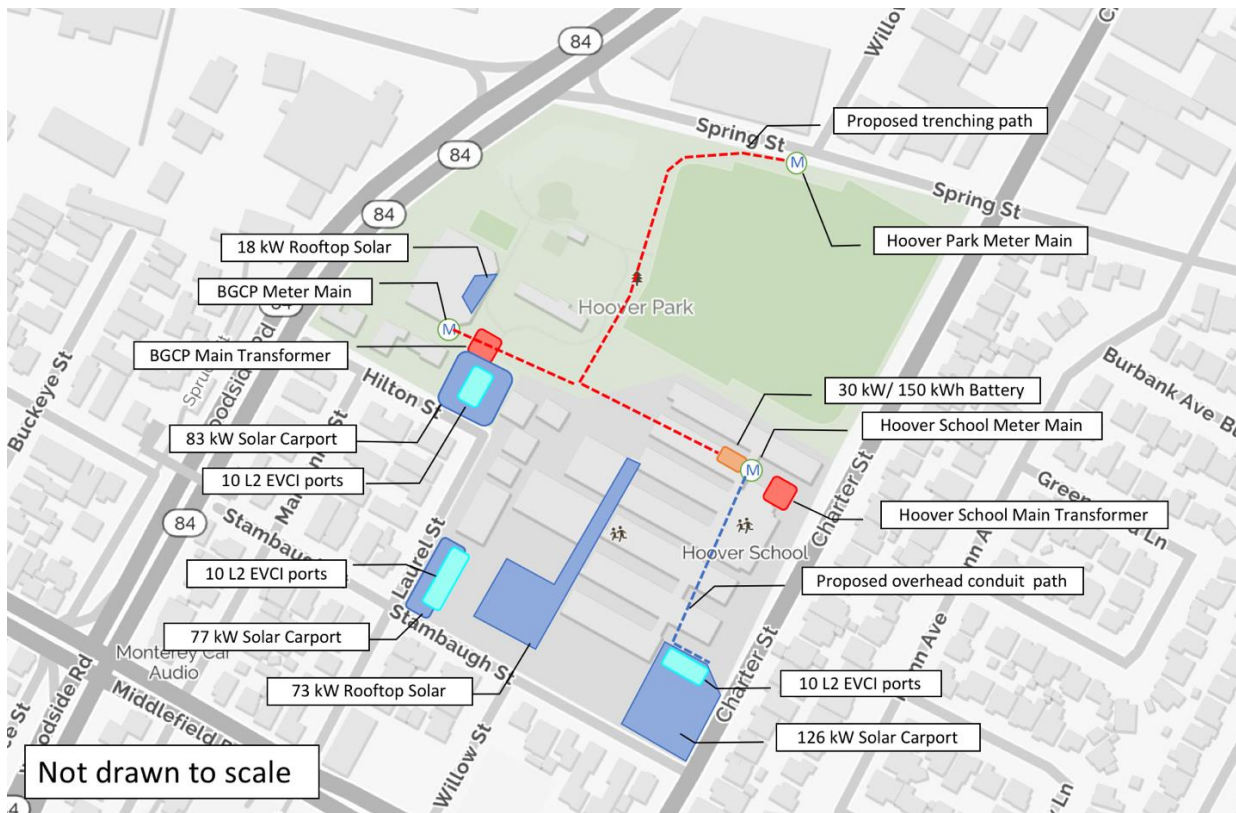 84
Willow
Spring St
Proposed trenching path
M
84
Spring St
84
18 kW Rooftop Solar
Hoover Park Meter Main
BGCP Meter Main
Hoover Park
M
BGCP Main Transformer
Buckeye St
Hilton St
30 kW/ 150 kWh Battery
Burbank Ave
Hoover School Meter Main
83 kW Solar Carport
10 L2 EVCI ports
M
Charter St
84
Hoover School Main Transformer
Stambaugh
Laurel St
Hoover School
10 L2 EVCI ports
Proposed overhead conduit path
77 kW Solar Carport
Stambaugh St
Monterey Car
Audio
73 kW Rooftop Solar
10 L2 EVCI ports
Charter St
Middlefield
Woodside Rd
126 kW Solar Carport
Willow St
Not drawn to scale